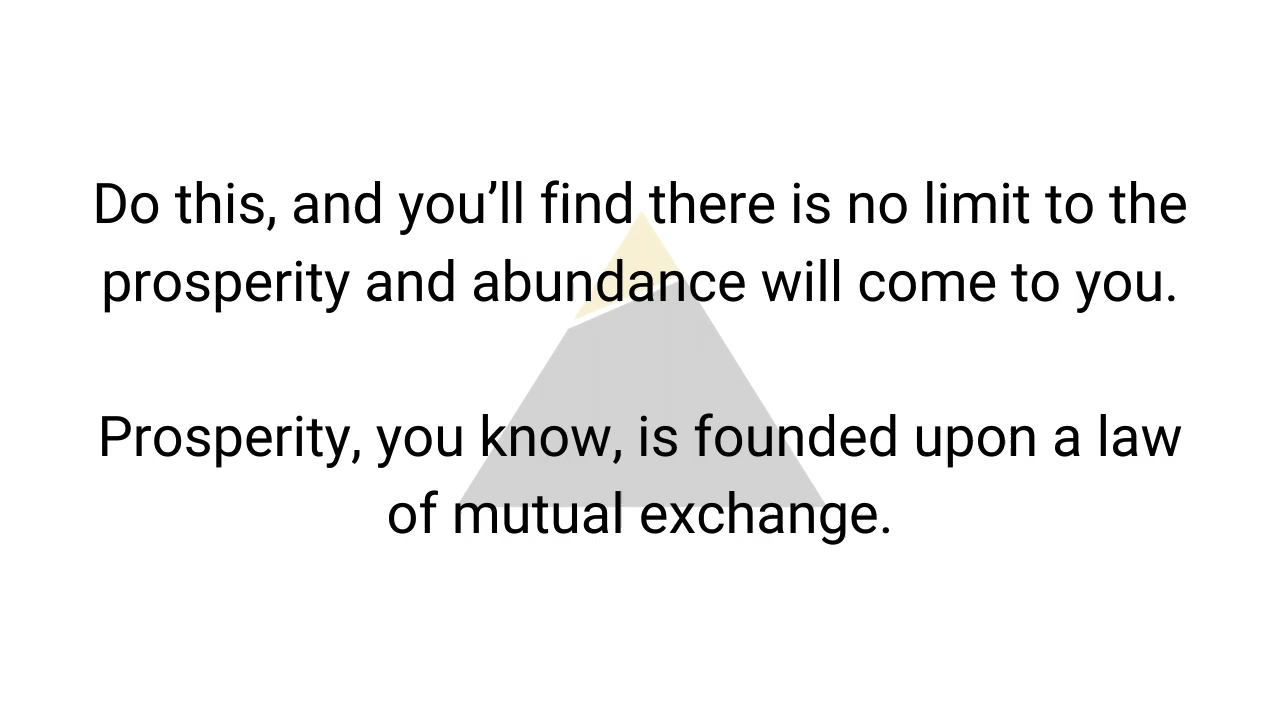 Do this, and you’ll find there is no limit to the
prosperity and abundance will come to you.
Prosperity, you know, is founded upon a law
of mutual exchange.